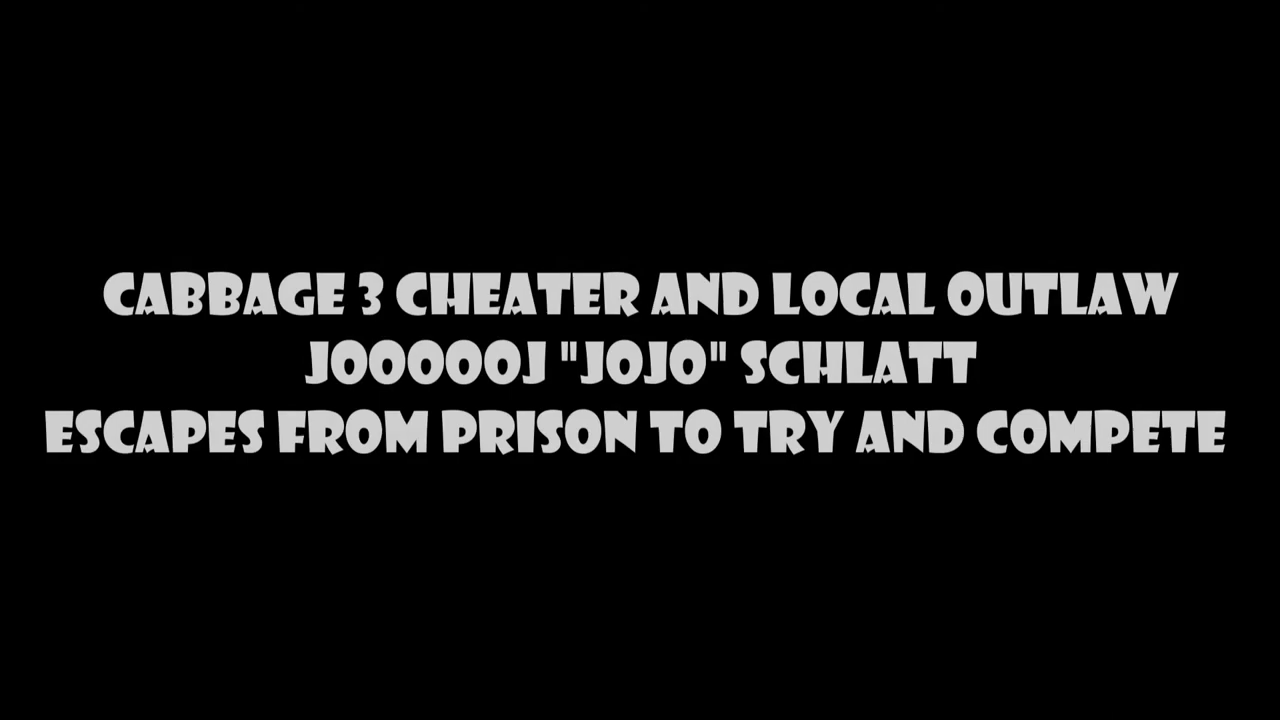 CABBAGE 3 CHEATER AND LOCAL OUTLAW
JOOOOOJ "JOJO" SCHLATT
ESCAPES FROM PRISON TO TRY AND COMPETE